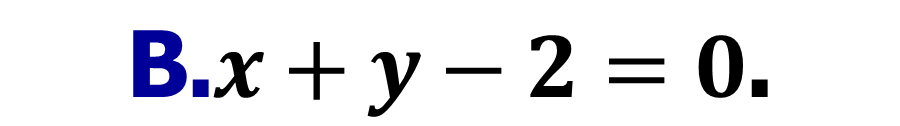 B.x + y − 2 = 0.